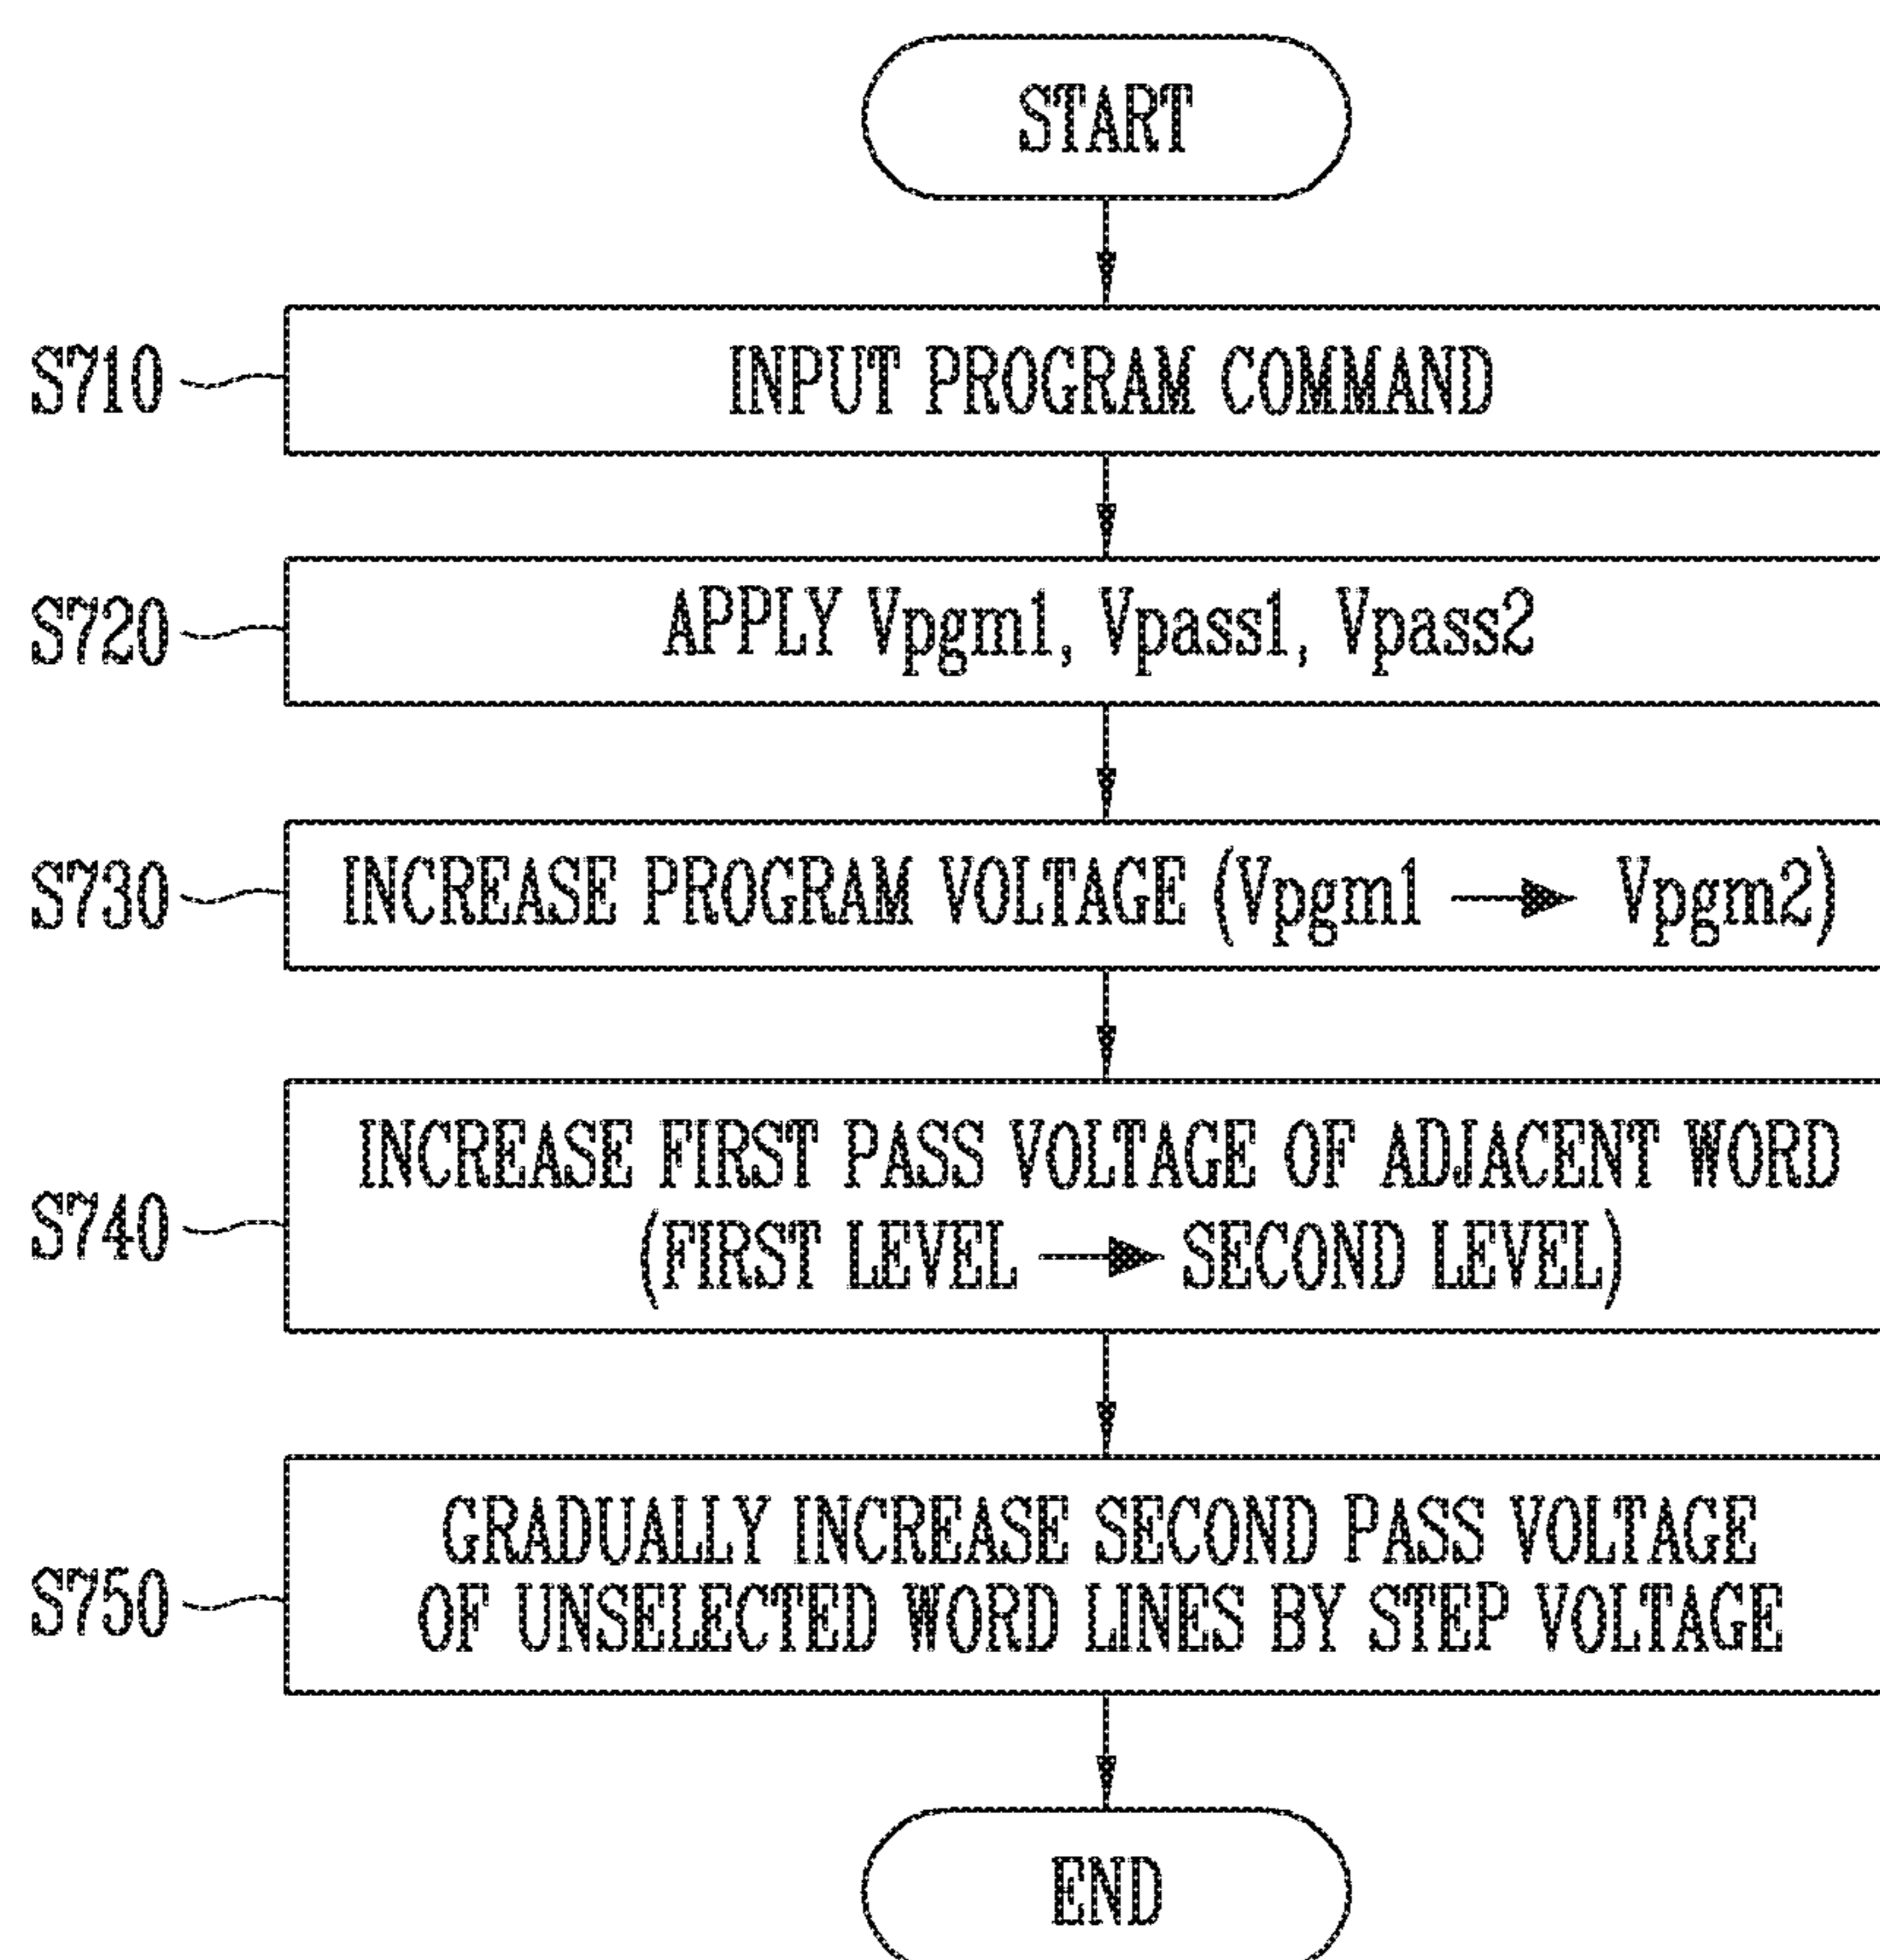 START
S710
INPUT PROGRAM COMMAND
S720
APPLY Vpgm1, Vpass1, Vpass2
S730
INCREASE PROGRAM VOLTAGE (Vpgm1 → Vpgm2)
S740
INCREASE FIRST PASS VOLTAGE OF ADJACENT WORD
(FIRST LEVEL → SECOND LEVEL)
S750
GRADUALLY INCREASE SECOND PASS VOLTAGE
OF UNSELECTED WORD LINES BY STEP VOLTAGE
END